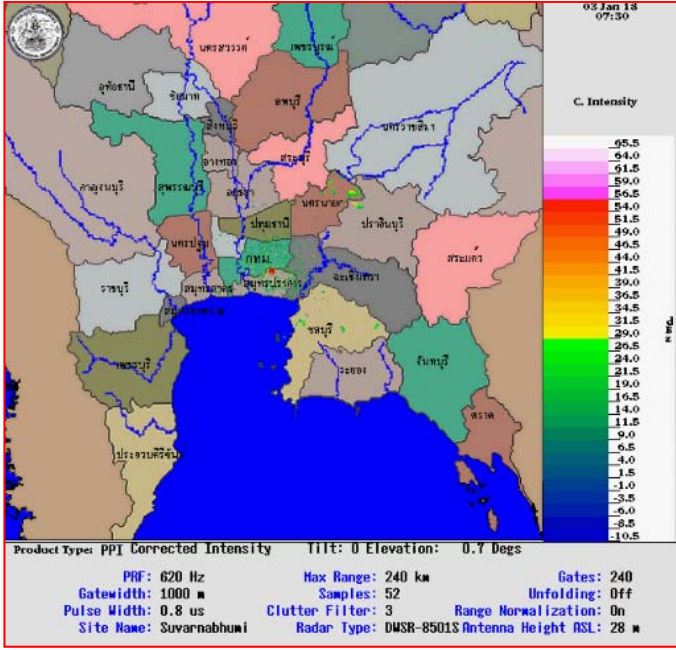 03 Jan 18
07:30
C. Intensity
นครสวรรค์
เพชรบูรณ์
อุทัยธานี
ชัยนาท
ลพบุรี
สิงห์บุรี
นครราชสีมา
อ่างทอง
สระบุรี
กาญจนบุรี
สุพรรณบุรี
อยุธยา
นครนายก
ปราจีนบุรี
ปทุมธานี
นครปฐม
กทม.
สระแก้ว
ราชบุรี
สมุทรสาคร
สมุทรปราการ
ฉะเชิงเทรา
ชลบุรี
เพชรบุรี
ระยอง
จันทบุรี
ตราด
ประจวบคีรีขันธ์
65.5
64.0
61.5
59.0
56.5
54.0
51.5
49.0
46.5
44.0
41.5
39.0
36.5
34.0
31.5
29.0
26.5
24.0
21.5
19.0
16.5
14.0
11.5
9.0
6.5
4.0
1.5
-1.0
-3.5
-6.0
-8.5
-10.5
Product Type: PPI Corrected Intensity Tilt: 0 Elevation: 0.7 Degs
PRF: 620 Hz Max Range: 240 km Gates: 240
Gatewidth: 1000 m Samples: 52 Unfolding: Off
Pulse Width: 0.8 us Clutter Filter: 3 Range Normalization: On
Site Name: Suvarnabhumi Radar Type: DWSR-8501S Antenna Height ASL: 28 m